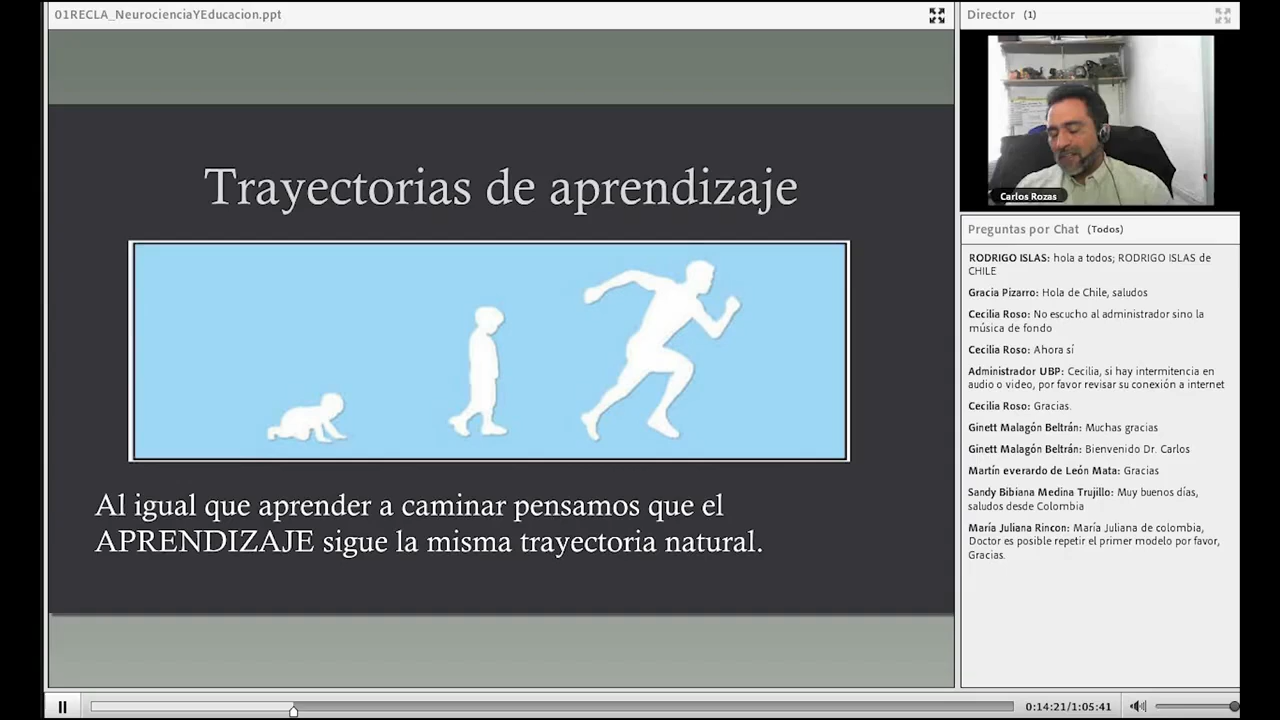 01RECLA_NeurocienciaYEducacion.ppt
Trayectorias de aprendizaje
Al igual que aprender a caminar pensamos que el
APRENDIZAJE sigue la misma trayectoria natural.
Director (1)
Carlos Rozas
Preguntas por Chat (Todos)
RODRIGO ISLAS: hola a todos; RODRIGO ISLAS de
CHILE
Gracia Pizarro: Hola de Chile, saludos
Cecilia Roso: No escucho al administrador sino la
música de fondo
Cecilia Roso: Ahora sí
Administrador UBP: Cecilia, si hay intermitencia en
audio o video, por favor revisar su conexión a internet
Cecilia Roso: Gracias.
Ginett Malagón Beltrán: Muchas gracias
Ginett Malagón Beltrán: Bienvenido Dr. Carlos
Martín everardo de León Mata: Gracias
Sandy Bibiana Medina Trujillo: Muy buenos días,
saludos desde Colombia
María Juliana Rincon: María Juliana de colombia,
Doctor es posible repetir el primer modelo por favor,
Gracias.
0:14:21/1:05:41